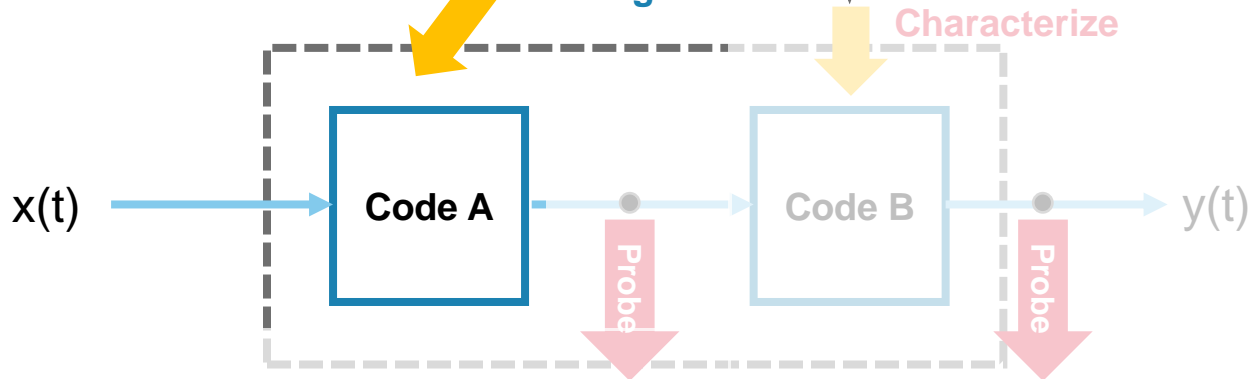 Characterize
x(t)
Code A
Code B
y(t)
Probe
Probe